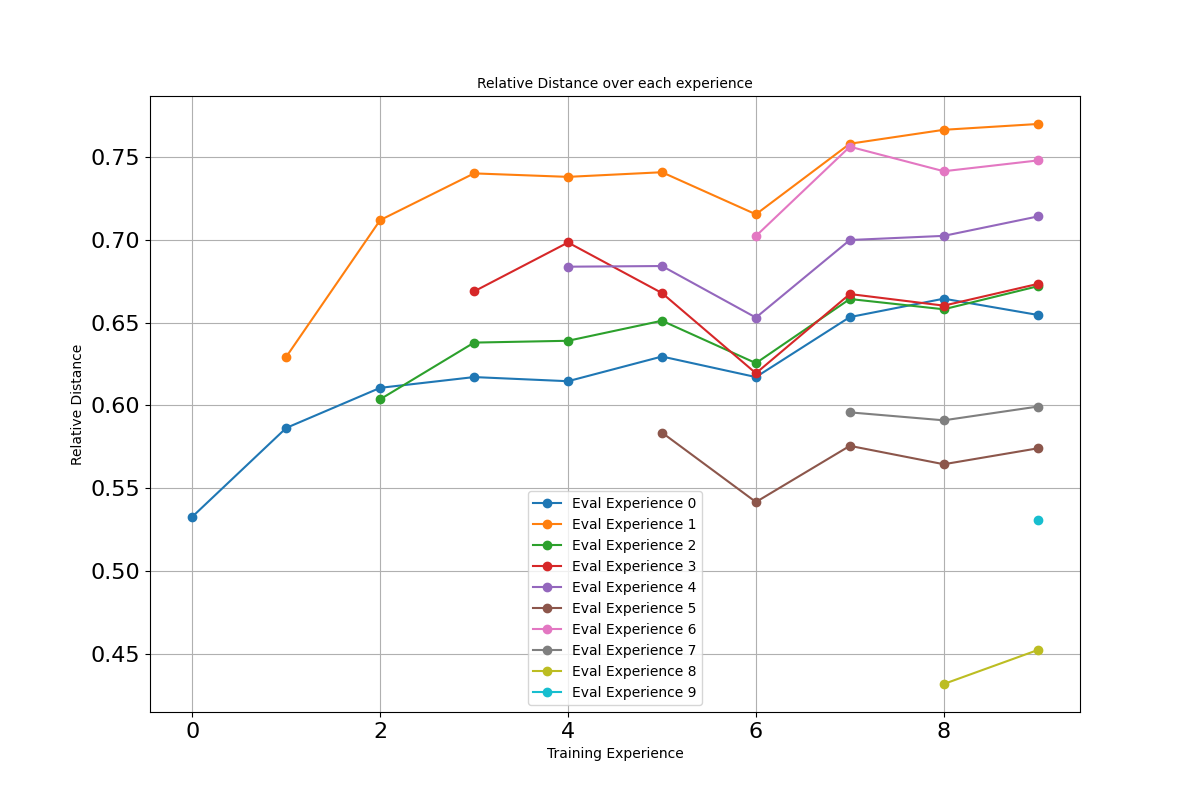 Relative Distance over each experience
0.75
0.70
0.65
0.60
0.55
0.50
0.45
Relative Distance
Eval Experience 0
Eval Experience 1
Eval Experience 2
Eval Experience 3
Eval Experience 4
Eval Experience 5
Eval Experience 6
Eval Experience 7
Eval Experience 8
Eval Experience 9
0 2 4 6 8
Training Experience